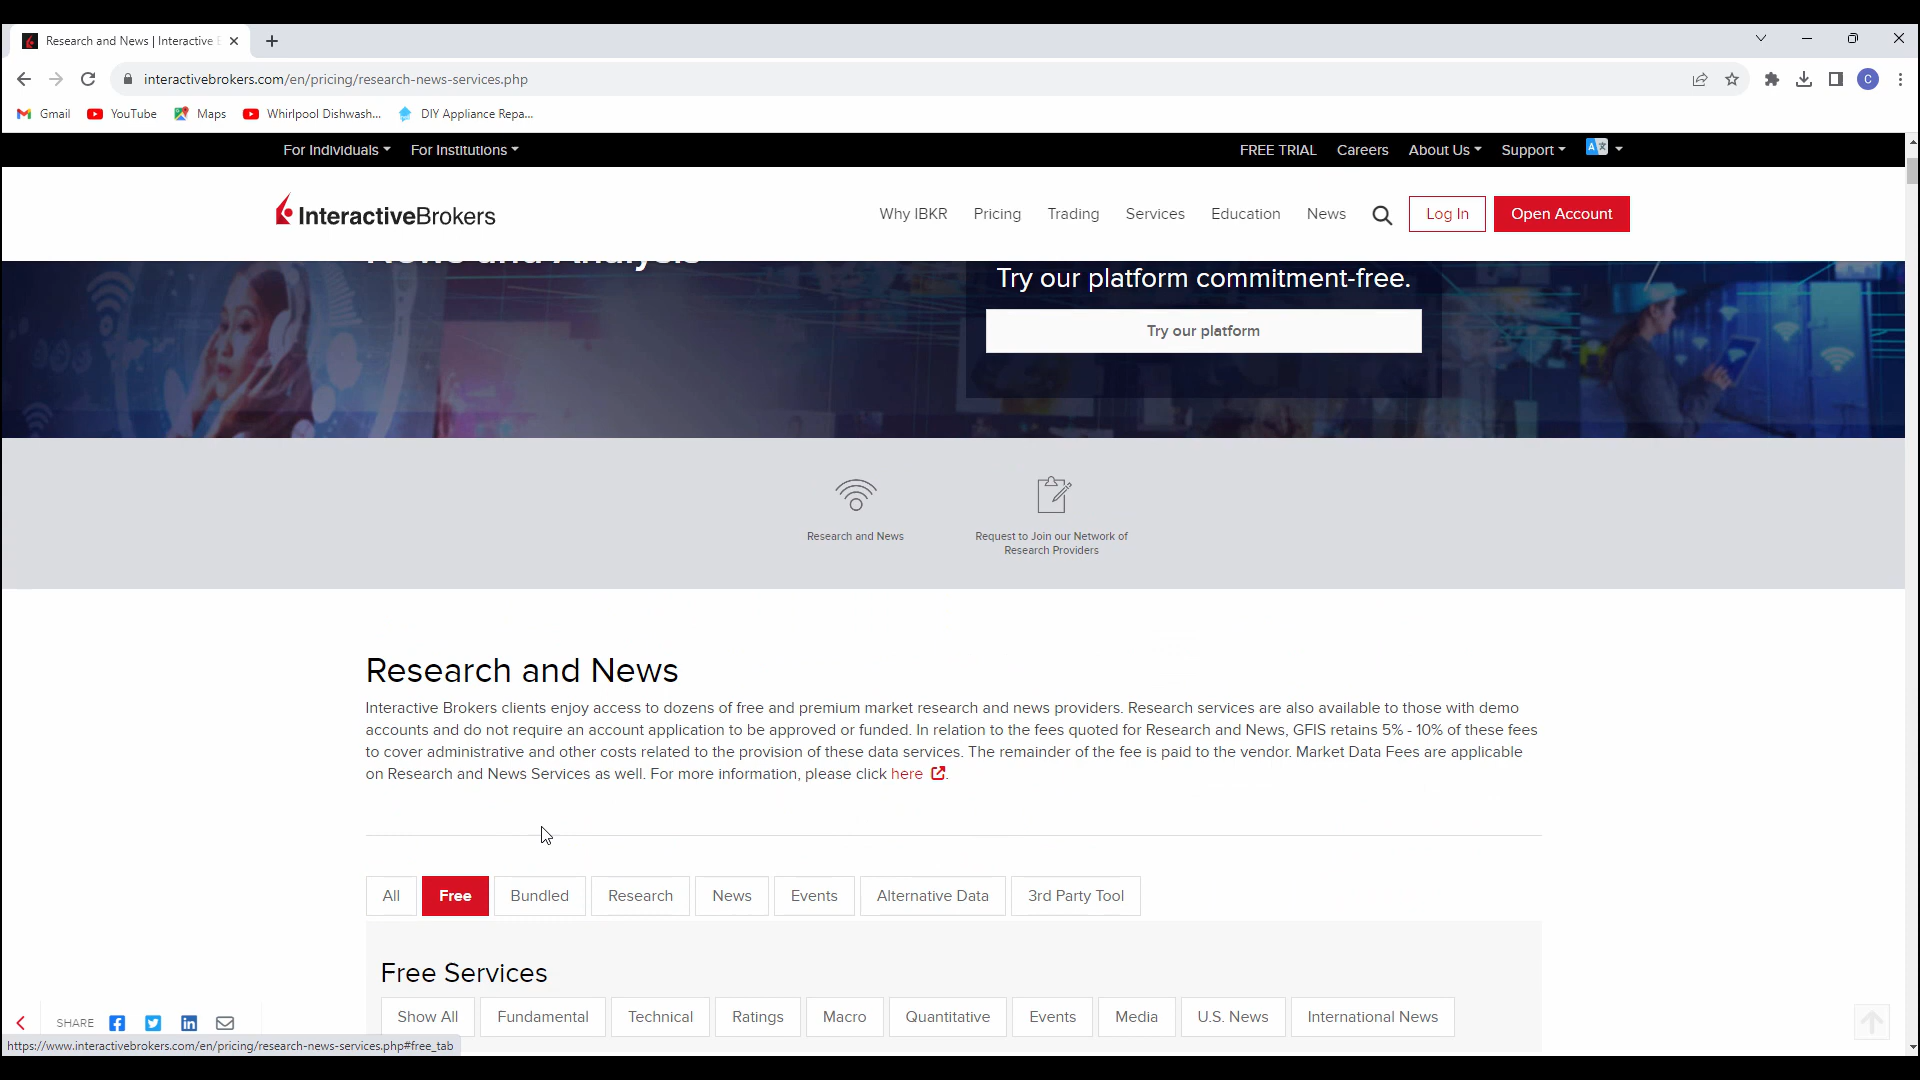 Research and News | Interactive
interactivebrokers.com/en/pricing/research-news-services.php
C
Gmail YouTube Maps Whirlpool Dishwash... DIY Appliance Repa...
For Individuals For Institutions FREE TRIAL Careers About Us Support
InteractiveBrokers Why IBKR Pricing Trading Services Education News Log In Open Account
News and Analysis
Try our platform commitment-free.
Try our platform
Research and News
Request to Join our Network of
Research Providers
Research and News
Interactive Brokers clients enjoy access to dozens of free and premium market research and news providers. Research services are also available to those with demo
accounts and do not require an account application to be approved or funded. In relation to the fees quoted for Research and News, GFIS retains 5% - 10% of these fees
to cover administrative and other costs related to the provision of these data services. The remainder of the fee is paid to the vendor. Market Data Fees are applicable
on Research and News Services as well. For more information, please click here.
All Free Bundled Research News Events Alternative Data 3rd Party Tool
Free Services
Show All Fundamental Technical Ratings Macro Quantitative Events Media U.S. News International News
SHARE
https://www.interactivebrokers.com/en/pricing/research-news-services.php#free_tab